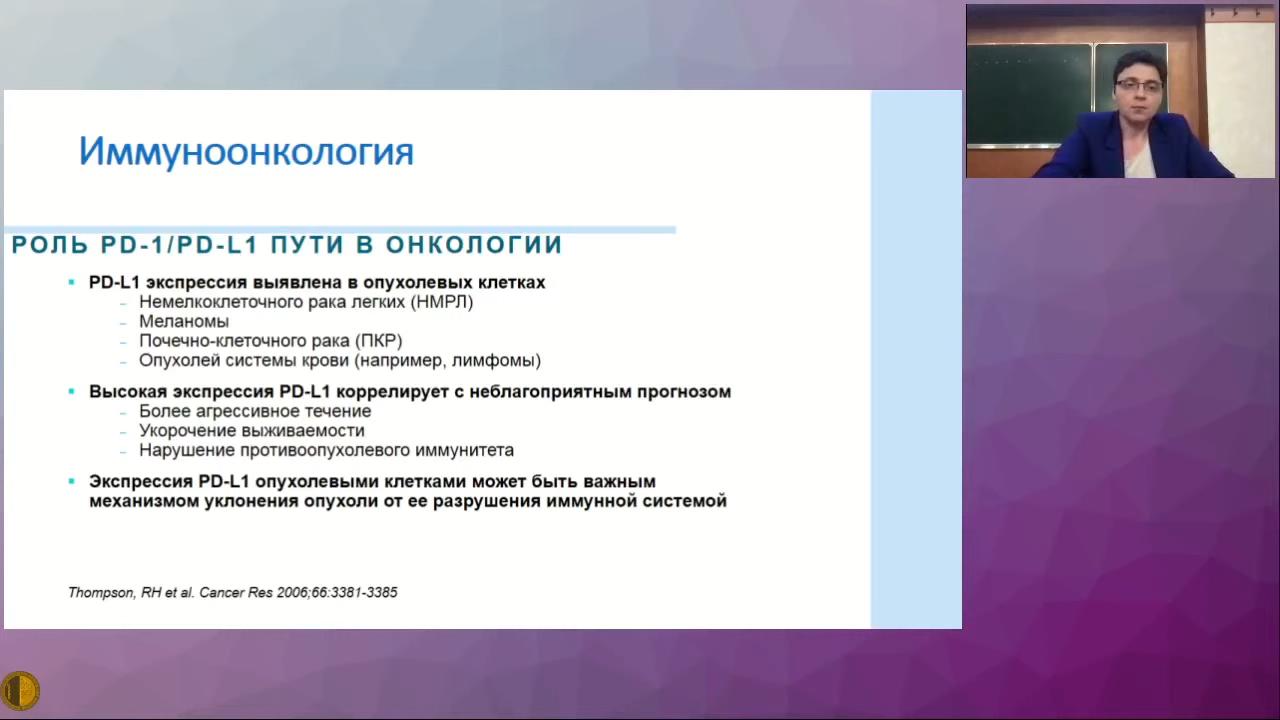 Иммуноонкология
РОЛЬ PD-1/PD-L1 ПУТИ В ОНКОЛОГИИ
PD-L1 экспрессия выявлена в опухолевых клетках
Немелкоклеточного рака легких (НМРЛ)
Меланомы
Почечно-клеточного рака (ПКР)
Опухолей системы крови (например, лимфомы)
Высокая экспрессия PD-L1 коррелирует с неблагоприятным прогнозом
Более агрессивное течение
Укорочение выживаемости
Нарушение противоопухолевого иммунитета
Экспрессия PD-L1 опухолевыми клетками может быть важным
механизмом уклонения опухоли от ее разрушения иммунной системой
Thompson, RH et al. Cancer Res 2006;66:3381-3385